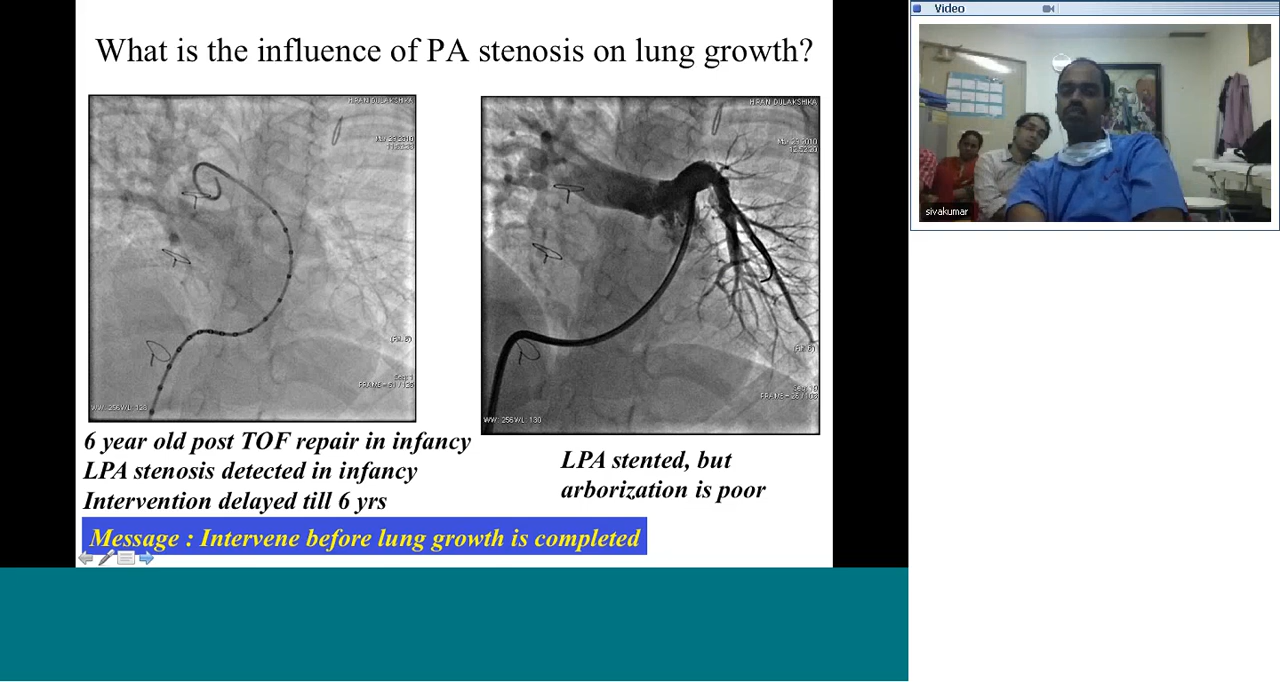 What is the influence of PA stenosis on lung growth?
Video
sivakumar
6 year old post TOF repair in infancy
LPA stenosis detected in infancy
Intervention delayed till 6 yrs
LPA stented, but
arborization is poor
Message : Intervene before lung growth is completed